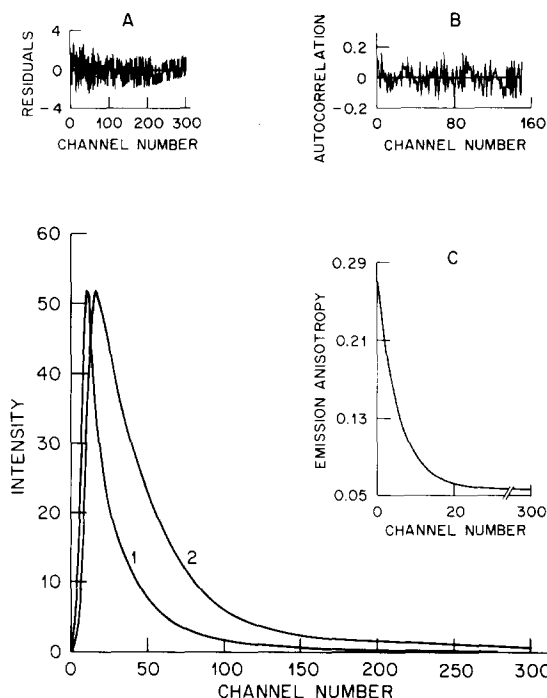 A
RESIDUALS
4
0
-4
0 100 200 300
CHANNEL NUMBER
B
AUTOCORRELATION
0.2
0
-0.2
0 80 160
CHANNEL NUMBER
INTENSITY
60
50
40
30
20
10
0
1
2
0 50 100 150 200 250 300
CHANNEL NUMBER
C
EMISSION ANISOTROPY
0.29
0.21
0.13
0.05
0 20 300
CHANNEL NUMBER